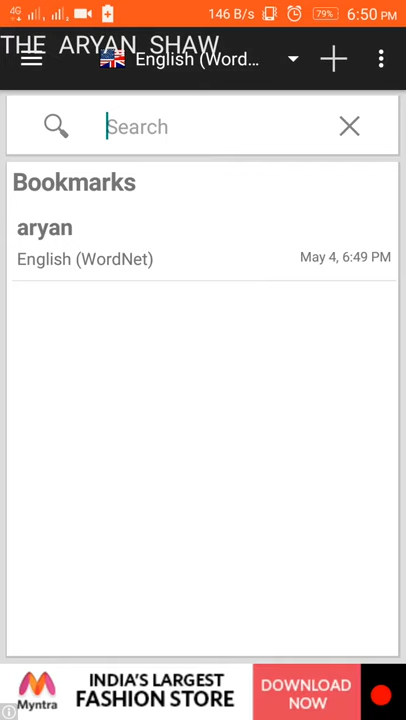 4G 146 B/s 79% 6:50 PM
THE ARYAN SHAW
English (Word...
Search
Bookmarks
aryan
English (WordNet) May 4, 6:49 PM
Myntra
INDIA'S LARGEST
FASHION STORE
DOWNLOAD
NOW